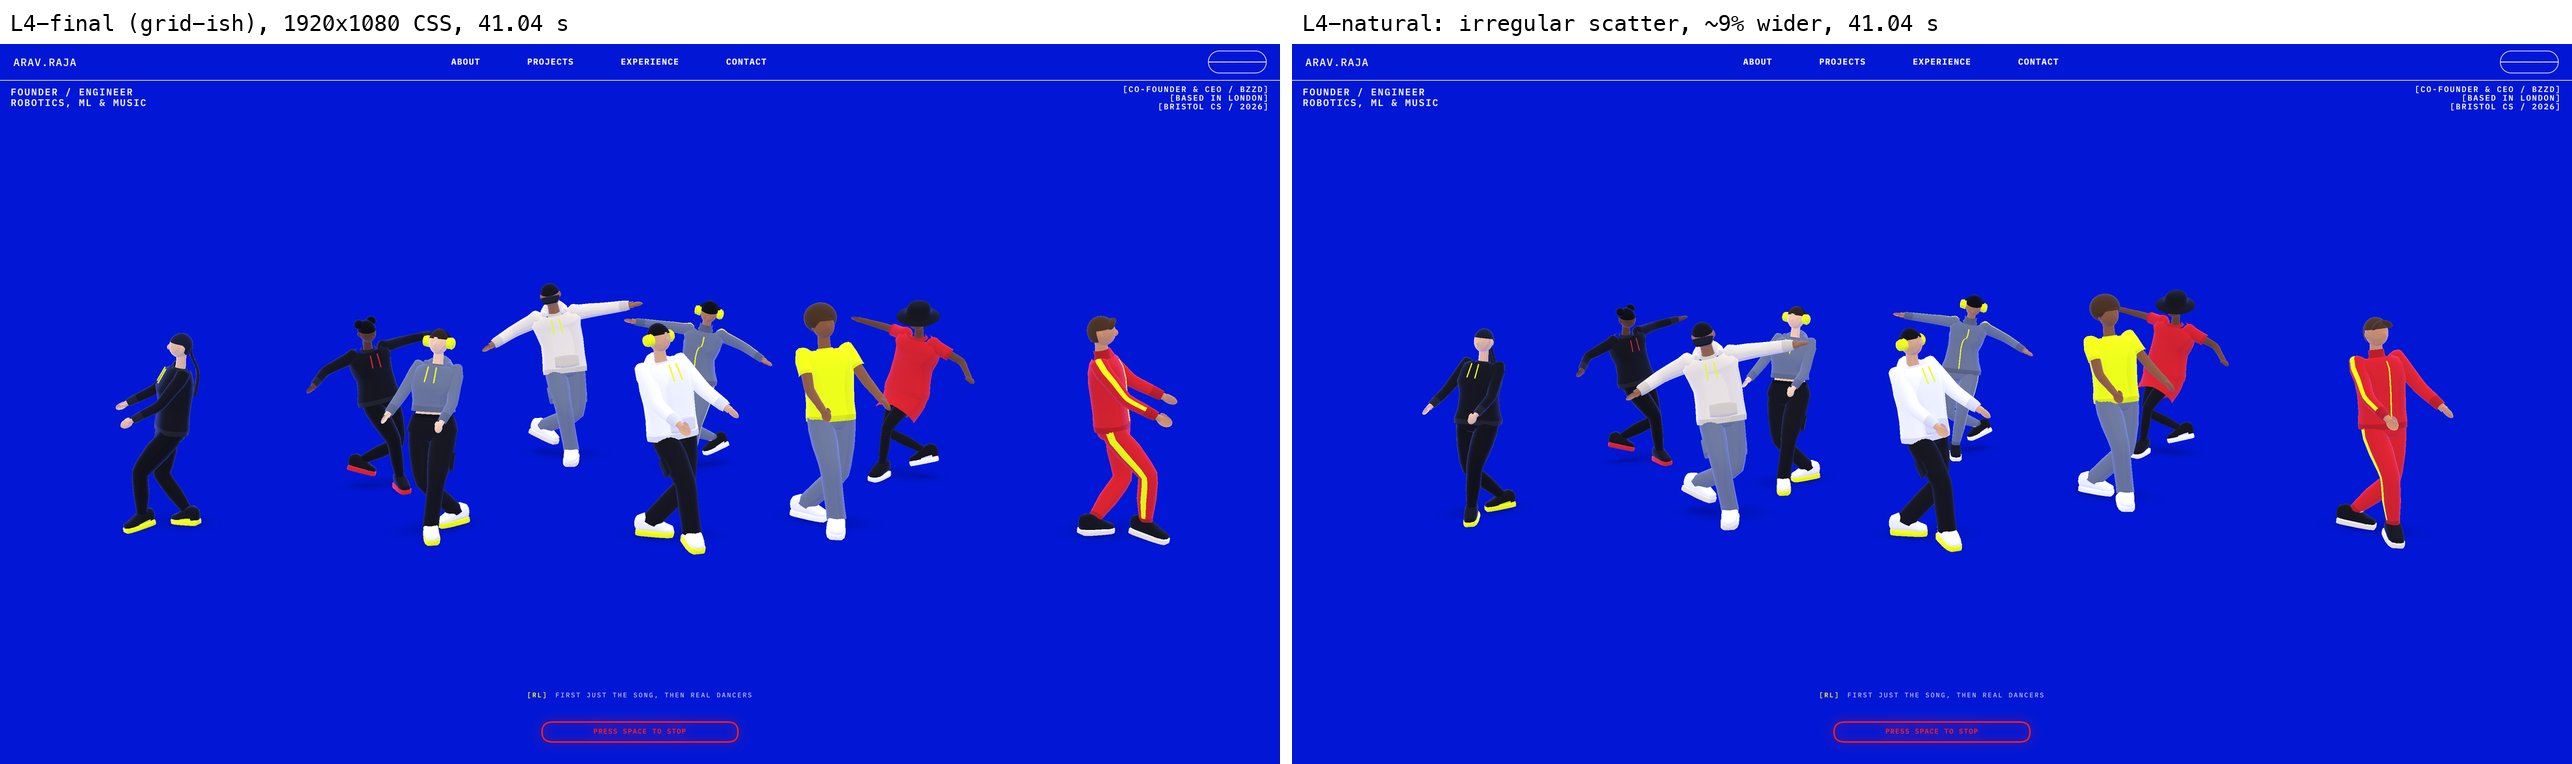 L4-final (grid-ish), 1920x1080 CSS, 41.04 s
ARAV.RAJA
ABOUT PROJECTS EXPERIENCE CONTACT
FOUNDER / ENGINEER
ROBOTICS, ML & MUSIC
[CO-FOUNDER & CEO / BZZD]
[BASED IN LONDON]
[BRISTOL CS / 2026]
[RL] FIRST JUST THE SONG, THEN REAL DANCERS
PRESS SPACE TO STOP
L4-natural: irregular scatter, ~9% wider, 41.04 s
ARAV.RAJA
ABOUT PROJECTS EXPERIENCE CONTACT
FOUNDER / ENGINEER
ROBOTICS, ML & MUSIC
[CO-FOUNDER & CEO / BZZD]
[BASED IN LONDON]
[BRISTOL CS / 2026]
[RL] FIRST JUST THE SONG, THEN REAL DANCERS
PRESS SPACE TO STOP